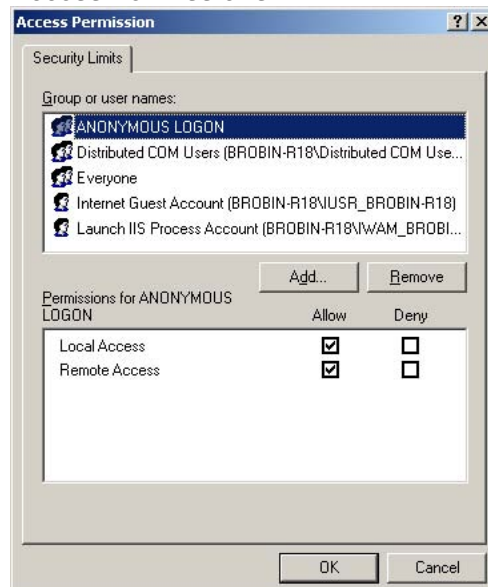 Access Permission
Security Limits
Group or user names:
ANONYMOUS LOGON
Distributed COM Users (BROBIN-R18\Distributed COM Use...
Everyone
Internet Guest Account (BROBIN-R18\IUSR_BROBIN-R18)
Launch IIS Process Account (BROBIN-R18\IWAM_BROBI...
Add... Remove
Permissions for ANONYMOUS
LOGON Allow Deny
Local Access
Remote Access
OK Cancel